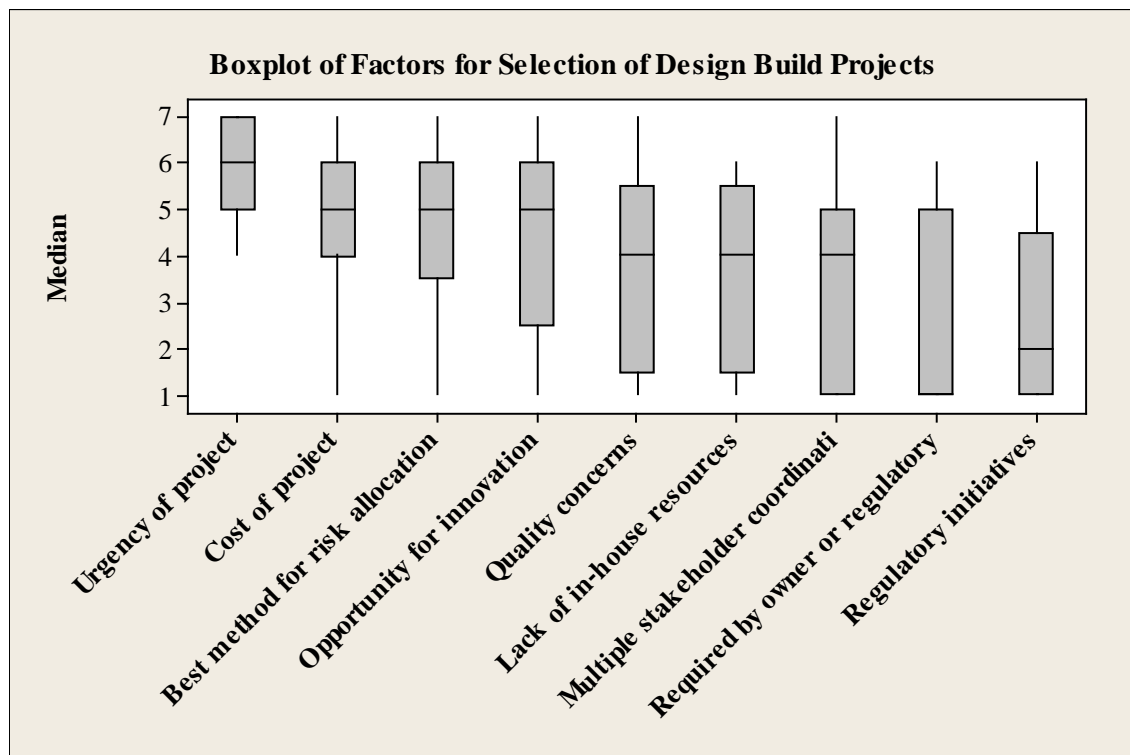 Boxplot of Factors for Selection of Design Build Projects
Median
7
6
5
4
3
2
1
Urgency of project
Cost of project
Best method for risk allocation
Opportunity for innovation
Quality concerns
Lack of in-house resources
Multiple stakeholder coordinati
Required by owner or regulatory
Regulatory initiatives